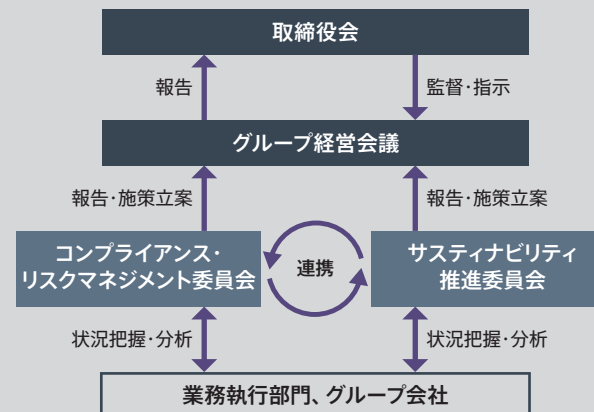 取締役会
報告
監督・指示
グループ経営会議
報告・施策立案
報告・施策立案
コンプライアンス・
リスクマネジメント委員会
連携
サスティナビリティ
推進委員会
状況把握・分析
状況把握・分析
業務執行部門、グループ会社